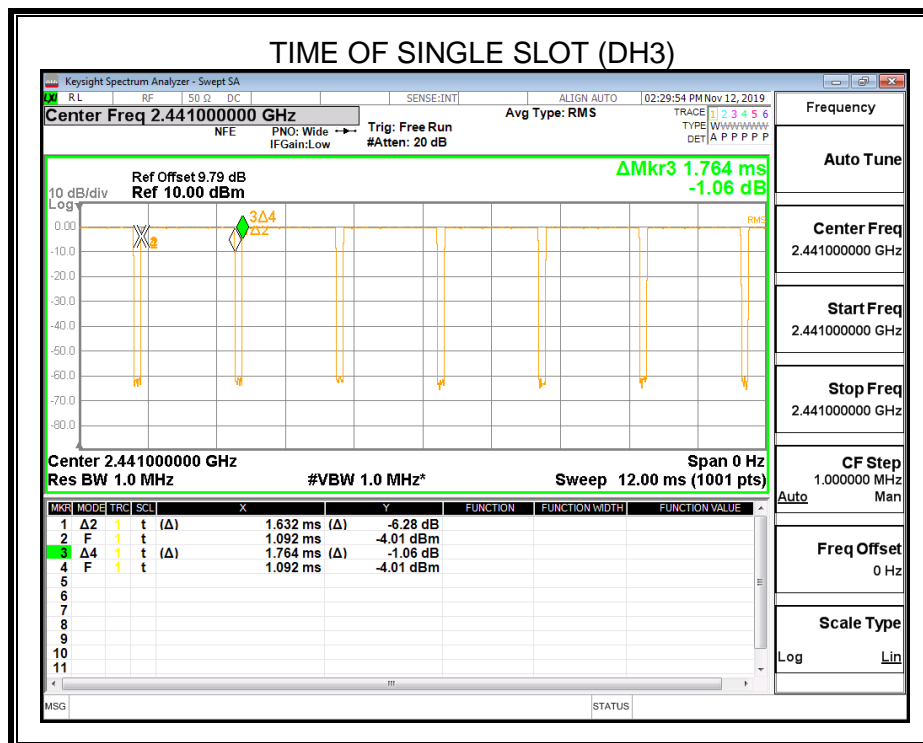 TIME OF SINGLE SLOT (DH3)
Keysight Spectrum Analyzer - Swept SA
LXI RL RF 50 Ω DC SENSE:INT ALIGN AUTO 02:29:54 PM Nov 12, 2019
Center Freq 2.441000000 GHz
NFE PNO: Wide IFGain:Low
Trig: Free Run
#Atten: 20 dB
Avg Type: RMS
TRACE 1 2 3 4 5 6
TYPE WWWWWW
DET A P P P P P
Ref Offset 9.79 dB
10 dB/div Ref 10.00 dBm
ΔMkr3 1.764 ms
-1.06 dB
Log
3Δ4
Δ2
RMS
0.00
-10.0
-20.0
-30.0
-40.0
-50.0
-60.0
-70.0
-80.0
Center 2.441000000 GHz Span 0 Hz
Res BW 1.0 MHz #VBW 1.0 MHz* Sweep 12.00 ms (1001 pts)
MKR MODE TRC SCL X Y FUNCTION FUNCTION WIDTH FUNCTION VALUE
1 Δ2 1 t (Δ) 1.632 ms (Δ) -6.28 dB
2 F 1 t 1.092 ms -4.01 dBm
3 Δ4 1 t (Δ) 1.764 ms (Δ) -1.06 dB
4 F 1 t 1.092 ms -4.01 dBm
5
6
7
8
9
10
11
MSG STATUS
Frequency
Auto Tune
Center Freq
2.441000000 GHz
Start Freq
2.441000000 GHz
Stop Freq
2.441000000 GHz
CF Step
1.000000 MHz
Auto Man
Freq Offset
0 Hz
Scale Type
Log Lin